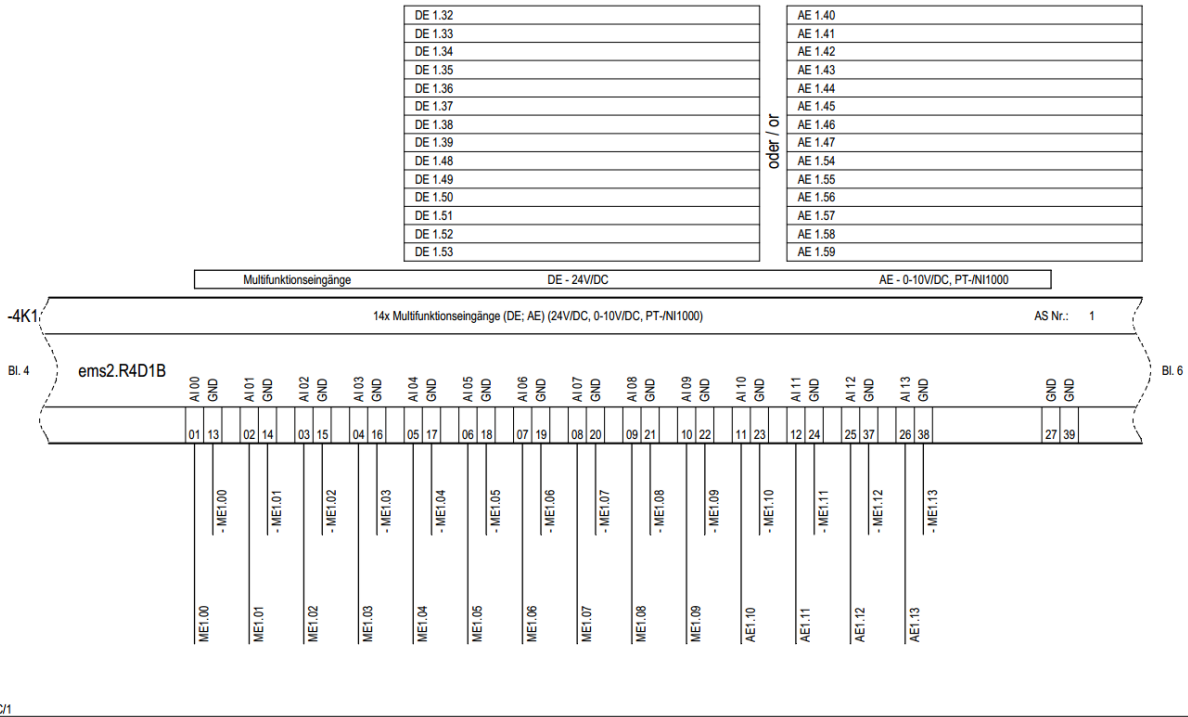 DE 1.32 AE 1.40
DE 1.33 AE 1.41
DE 1.34 AE 1.42
DE 1.35 AE 1.43
DE 1.36 AE 1.44
DE 1.37 AE 1.45
DE 1.38 AE 1.46
DE 1.39 AE 1.47
DE 1.48 AE 1.54
DE 1.49 AE 1.55
DE 1.50 AE 1.56
DE 1.51 AE 1.57
DE 1.52 AE 1.58
DE 1.53 AE 1.59
oder / or
Multifunktionseingänge DE - 24V/DC AE - 0-10V/DC, PT-/NI1000
-4K1 14x Multifunktionseingänge (DE; AE) (24V/DC, 0-10V/DC, PT-/NI1000) AS Nr.: 1
Bl. 4 ems2.R4D1B Bl. 6
AI 00 GND AI 01 GND AI 02 GND AI 03 GND AI 04 GND AI 05 GND AI 06 GND AI 07 GND AI 08 GND AI 09 GND AI 10 GND AI 11 GND AI 12 GND AI 13 GND GND GND
01 13 02 14 03 15 04 16 05 17 06 18 07 19 08 20 09 21 10 22 11 23 12 24 25 37 26 38 27 39
- ME1.00 - ME1.01 - ME1.02 - ME1.03 - ME1.04 - ME1.05 - ME1.06 - ME1.07 - ME1.08 - ME1.09 - ME1.10 - ME1.11 - ME1.12 - ME1.13
ME1.00 ME1.01 ME1.02 ME1.03 ME1.04 ME1.05 ME1.06 ME1.07 ME1.08 ME1.09 AE1.10 AE1.11 AE1.12 AE1.13